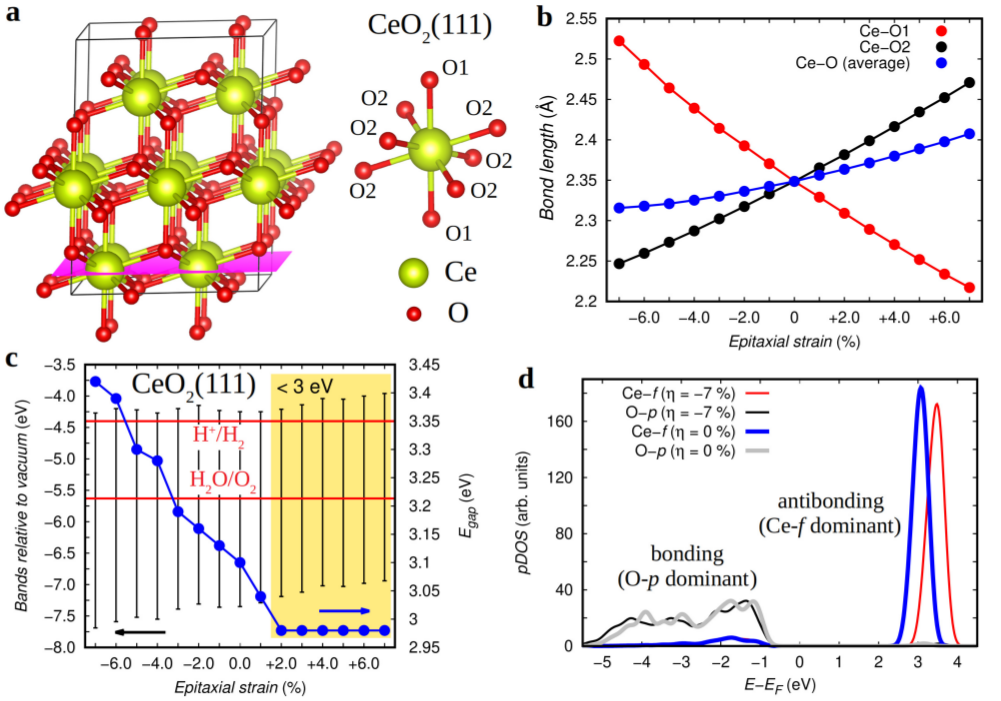 a
CeO2(111)
O1
O2
O2
O2
O2
O2
O2
O1
Ce
O
b
Bond length (Å)
2.55
2.5
2.45
2.4
2.35
2.3
2.25
2.2
Ce−O1
Ce−O2
Ce−O (average)
−6.0 −4.0 −2.0 0 +2.0 +4.0 +6.0
Epitaxial strain (%)
c
Bands relative to vacuum (eV)
−3.5
−4.0
−4.5
−5.0
−5.5
−6.0
−6.5
−7.0
−7.5
−8.0
CeO2(111)
< 3 eV
H+/H2
H2O/O2
3.45
3.4
3.35
3.3
3.25
3.2
3.15
3.1
3.05
3
2.95
Egap (eV)
−6.0 −4.0 −2.0 0.0 +2.0 +4.0 +6.0
Epitaxial strain (%)
d
pDOS (arb. units)
160
120
80
40
0
Ce−f (η = −7 %)
O−p (η = −7 %)
Ce−f (η = 0 %)
O−p (η = 0 %)
antibonding
(Ce-f dominant)
bonding
(O-p dominant)
−5 −4 −3 −2 −1 0 1 2 3 4
E−EF (eV)